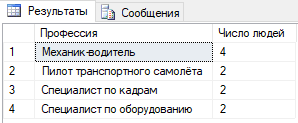 Результаты Сообщения
Профессия Число людей
1 Механик-водитель 4
2 Пилот транспортного самолёта 2
3 Специалист по кадрам 2
4 Специалист по оборудованию 2